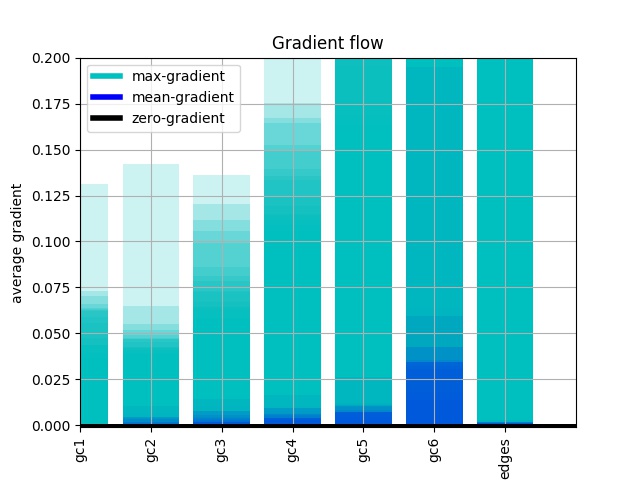 Gradient flow
max-gradient
mean-gradient
zero-gradient
average gradient
0.200
0.175
0.150
0.125
0.100
0.075
0.050
0.025
0.000
gc1
gc2
gc3
gc4
gc5
gc6
edges